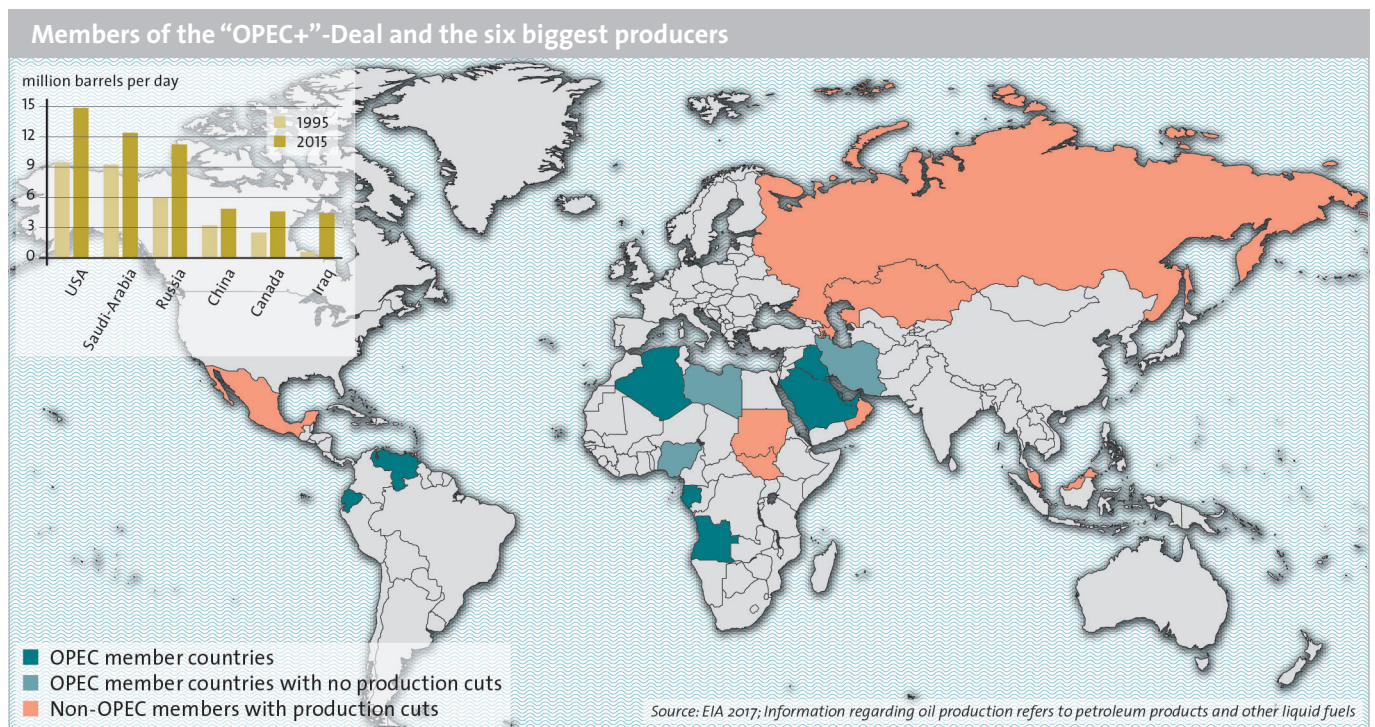 Members of the “OPEC+”-Deal and the six biggest producers
million barrels per day
15
12
9
6
3
0
1995
2015
USA
Saudi-Arabia
Russia
China
Canada
Iraq
OPEC member countries
OPEC member countries with no production cuts
Non-OPEC members with production cuts
Source: EIA 2017; Information regarding oil production refers to petroleum products and other liquid fuels